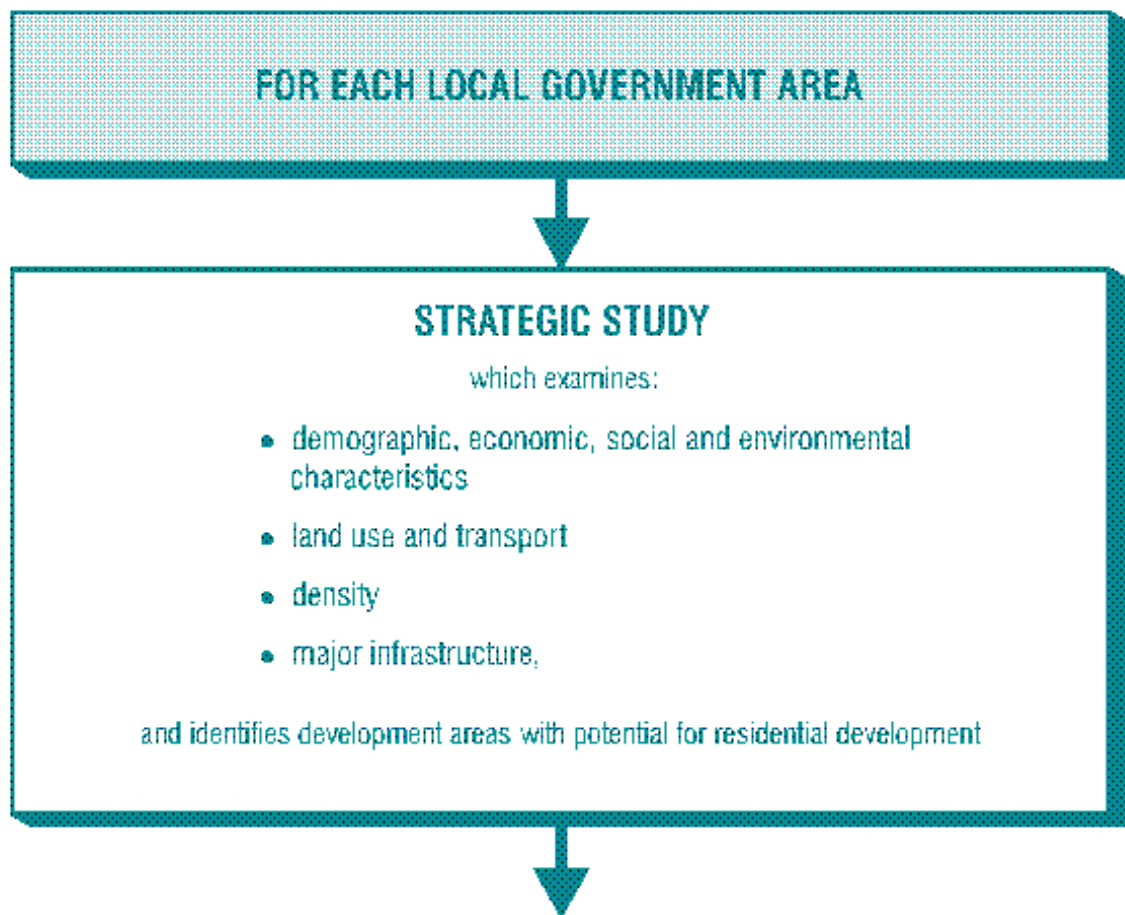 FOR EACH LOCAL GOVERNMENT AREA
STRATEGIC STUDY
which examines:
• demographic, economic, social and environmental
characteristics
• land use and transport
• density
• major infrastructure,
and identifies development areas with potential for residential development